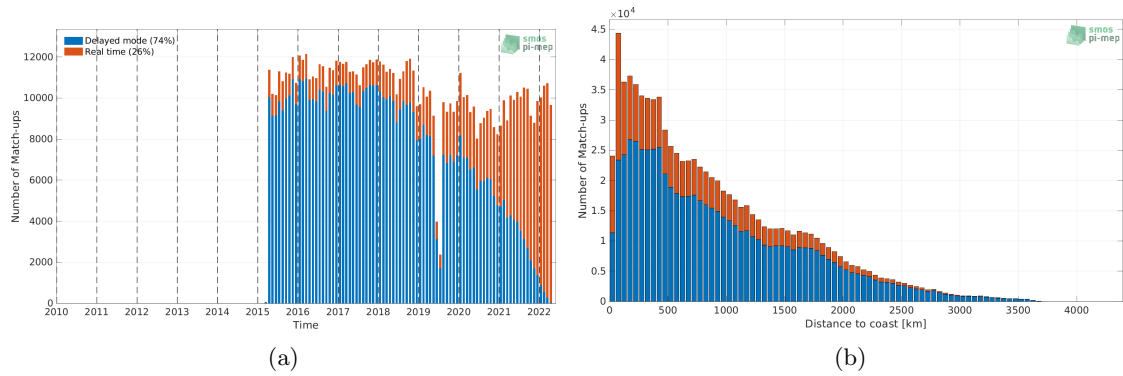 Delayed mode (74%)
Real time (26%)
smos
pi-mep
12000
10000
8000
6000
4000
2000
0
Number of Match-ups
2010 2011 2012 2013 2014 2015 2016 2017 2018 2019 2020 2021 2022
Time
(a)
×10⁴
smos
pi-mep
4.5
4
3.5
3
2.5
2
1.5
1
0.5
0
Number of Match-ups
0 500 1000 1500 2000 2500 3000 3500 4000
Distance to coast [km]
(b)